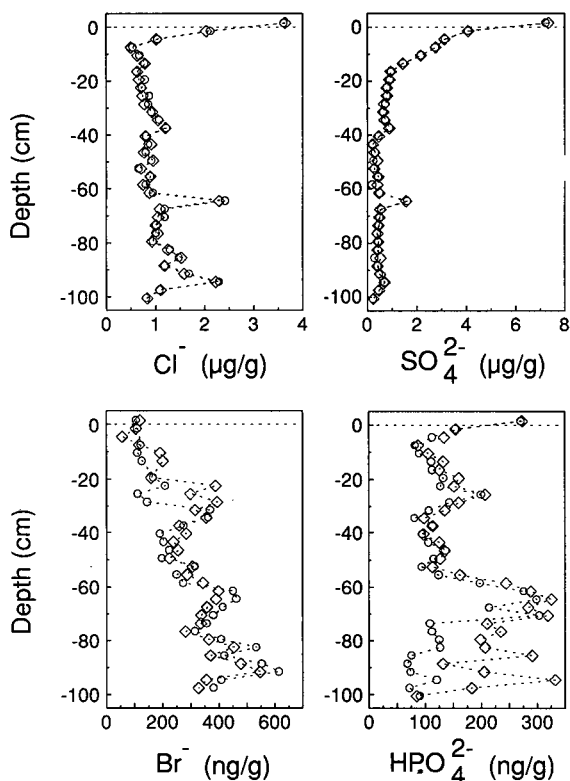 0
-20
-40
-60
-80
-100
Depth (cm)
0 1 2 3 4
Cl⁻ (µg/g)
0
-20
-40
-60
-80
-100
0 2 4 6 8
SO₄²⁻ (µg/g)
0
-20
-40
-60
-80
-100
Depth (cm)
0 200 400 600
Br⁻ (ng/g)
0
-20
-40
-60
-80
-100
0 100 200 300
HPO₄²⁻ (ng/g)